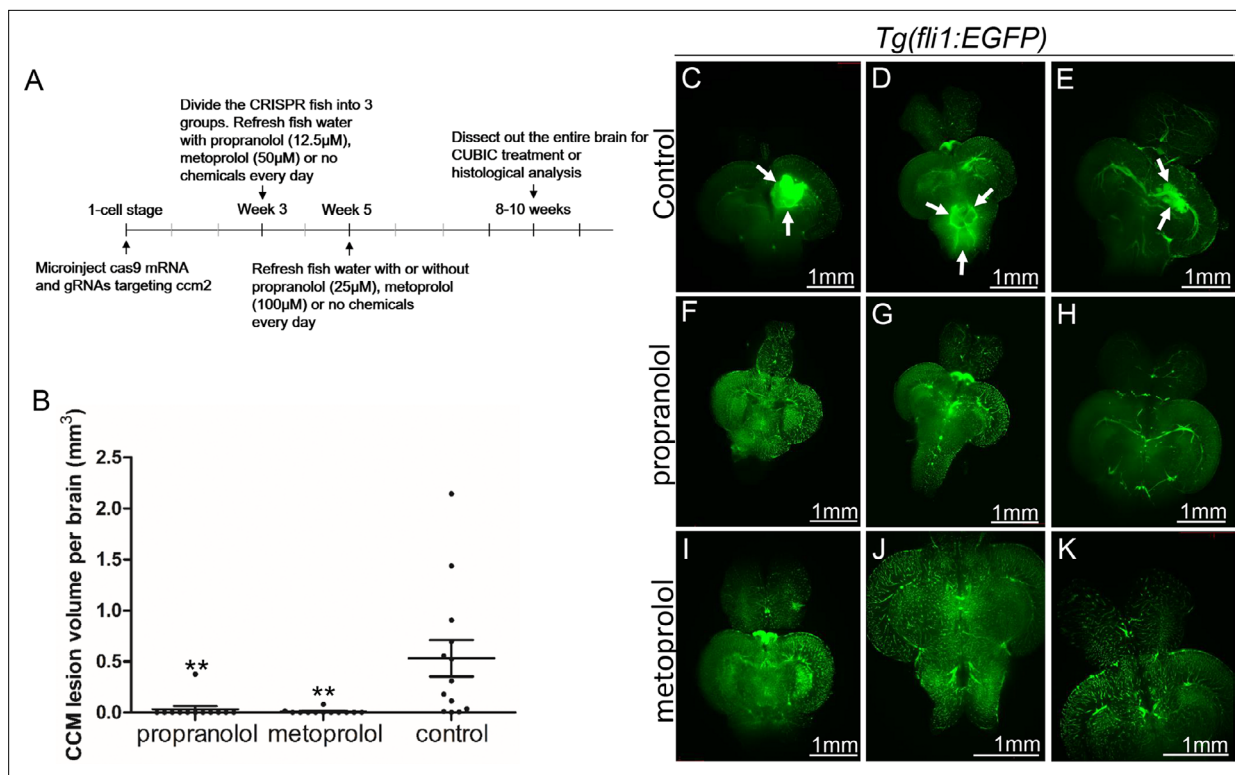 Tg(fli1:EGFP)
A
Divide the CRISPR fish into 3
groups. Refresh fish water
with propranolol (12.5µM),
metoprolol (50µM) or no
chemicals every day
Dissect out the entire brain for
CUBIC treatment or
histological analysis
1-cell stage
Week 3
Week 5
8-10 weeks
Microinject cas9 mRNA
and gRNAs targeting ccm2
Refresh fish water with or without
propranolol (25µM), metoprolol
(100µM) or no chemicals
every day
B
CCM lesion volume per brain (mm³)
2.5
2.0
1.5
1.0
0.5
0.0
**
**
propranolol
metoprolol
control
Control
C
1mm
D
1mm
E
1mm
propranolol
F
1mm
G
1mm
H
1mm
metoprolol
I
1mm
J
1mm
K
1mm